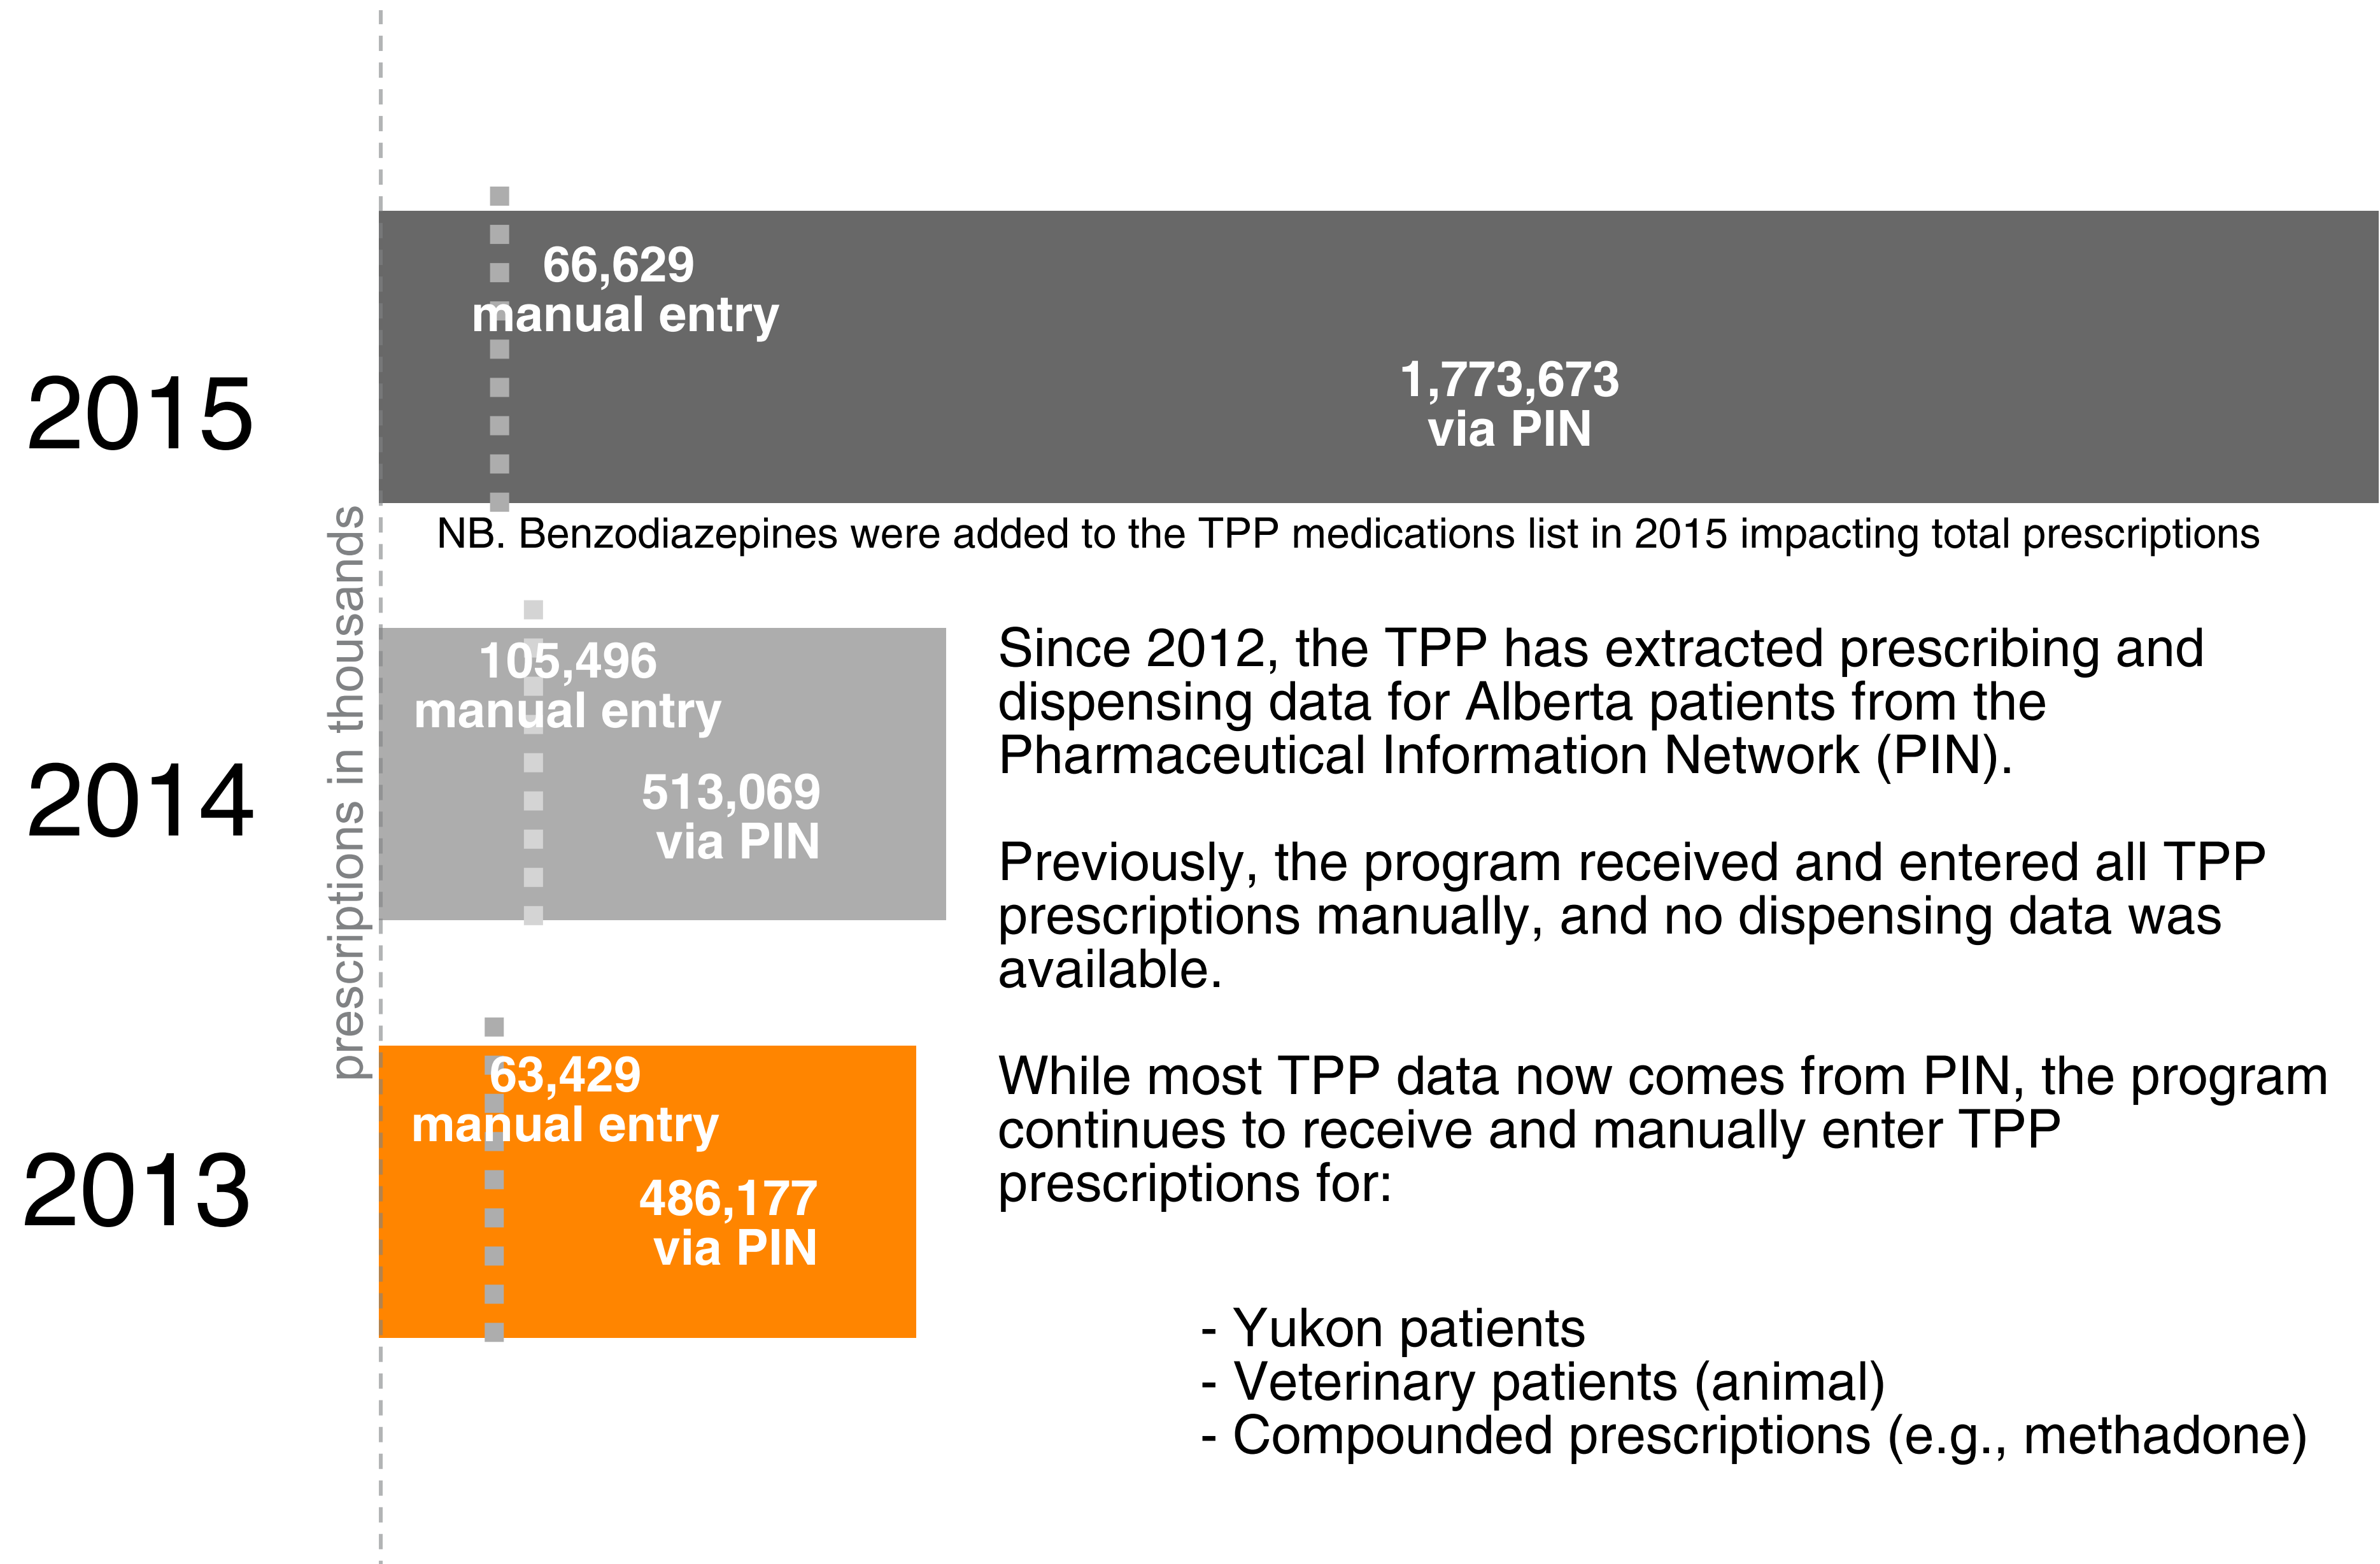 2015
66,629
manual entry
1,773,673
via PIN
NB. Benzodiazepines were added to the TPP medications list in 2015 impacting total prescriptions
prescriptions in thousands
2014
105,496
manual entry
513,069
via PIN
2013
63,429
manual entry
486,177
via PIN
Since 2012, the TPP has extracted prescribing and
dispensing data for Alberta patients from the
Pharmaceutical Information Network (PIN).
Previously, the program received and entered all TPP
prescriptions manually, and no dispensing data was
available.
While most TPP data now comes from PIN, the program
continues to receive and manually enter TPP
prescriptions for:
- Yukon patients
- Veterinary patients (animal)
- Compounded prescriptions (e.g., methadone)